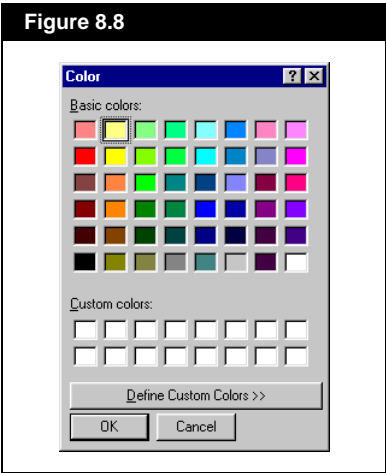 Figure 8.8
Color
? X
Basic colors:
Custom colors:
Define Custom Colors >>
OK Cancel